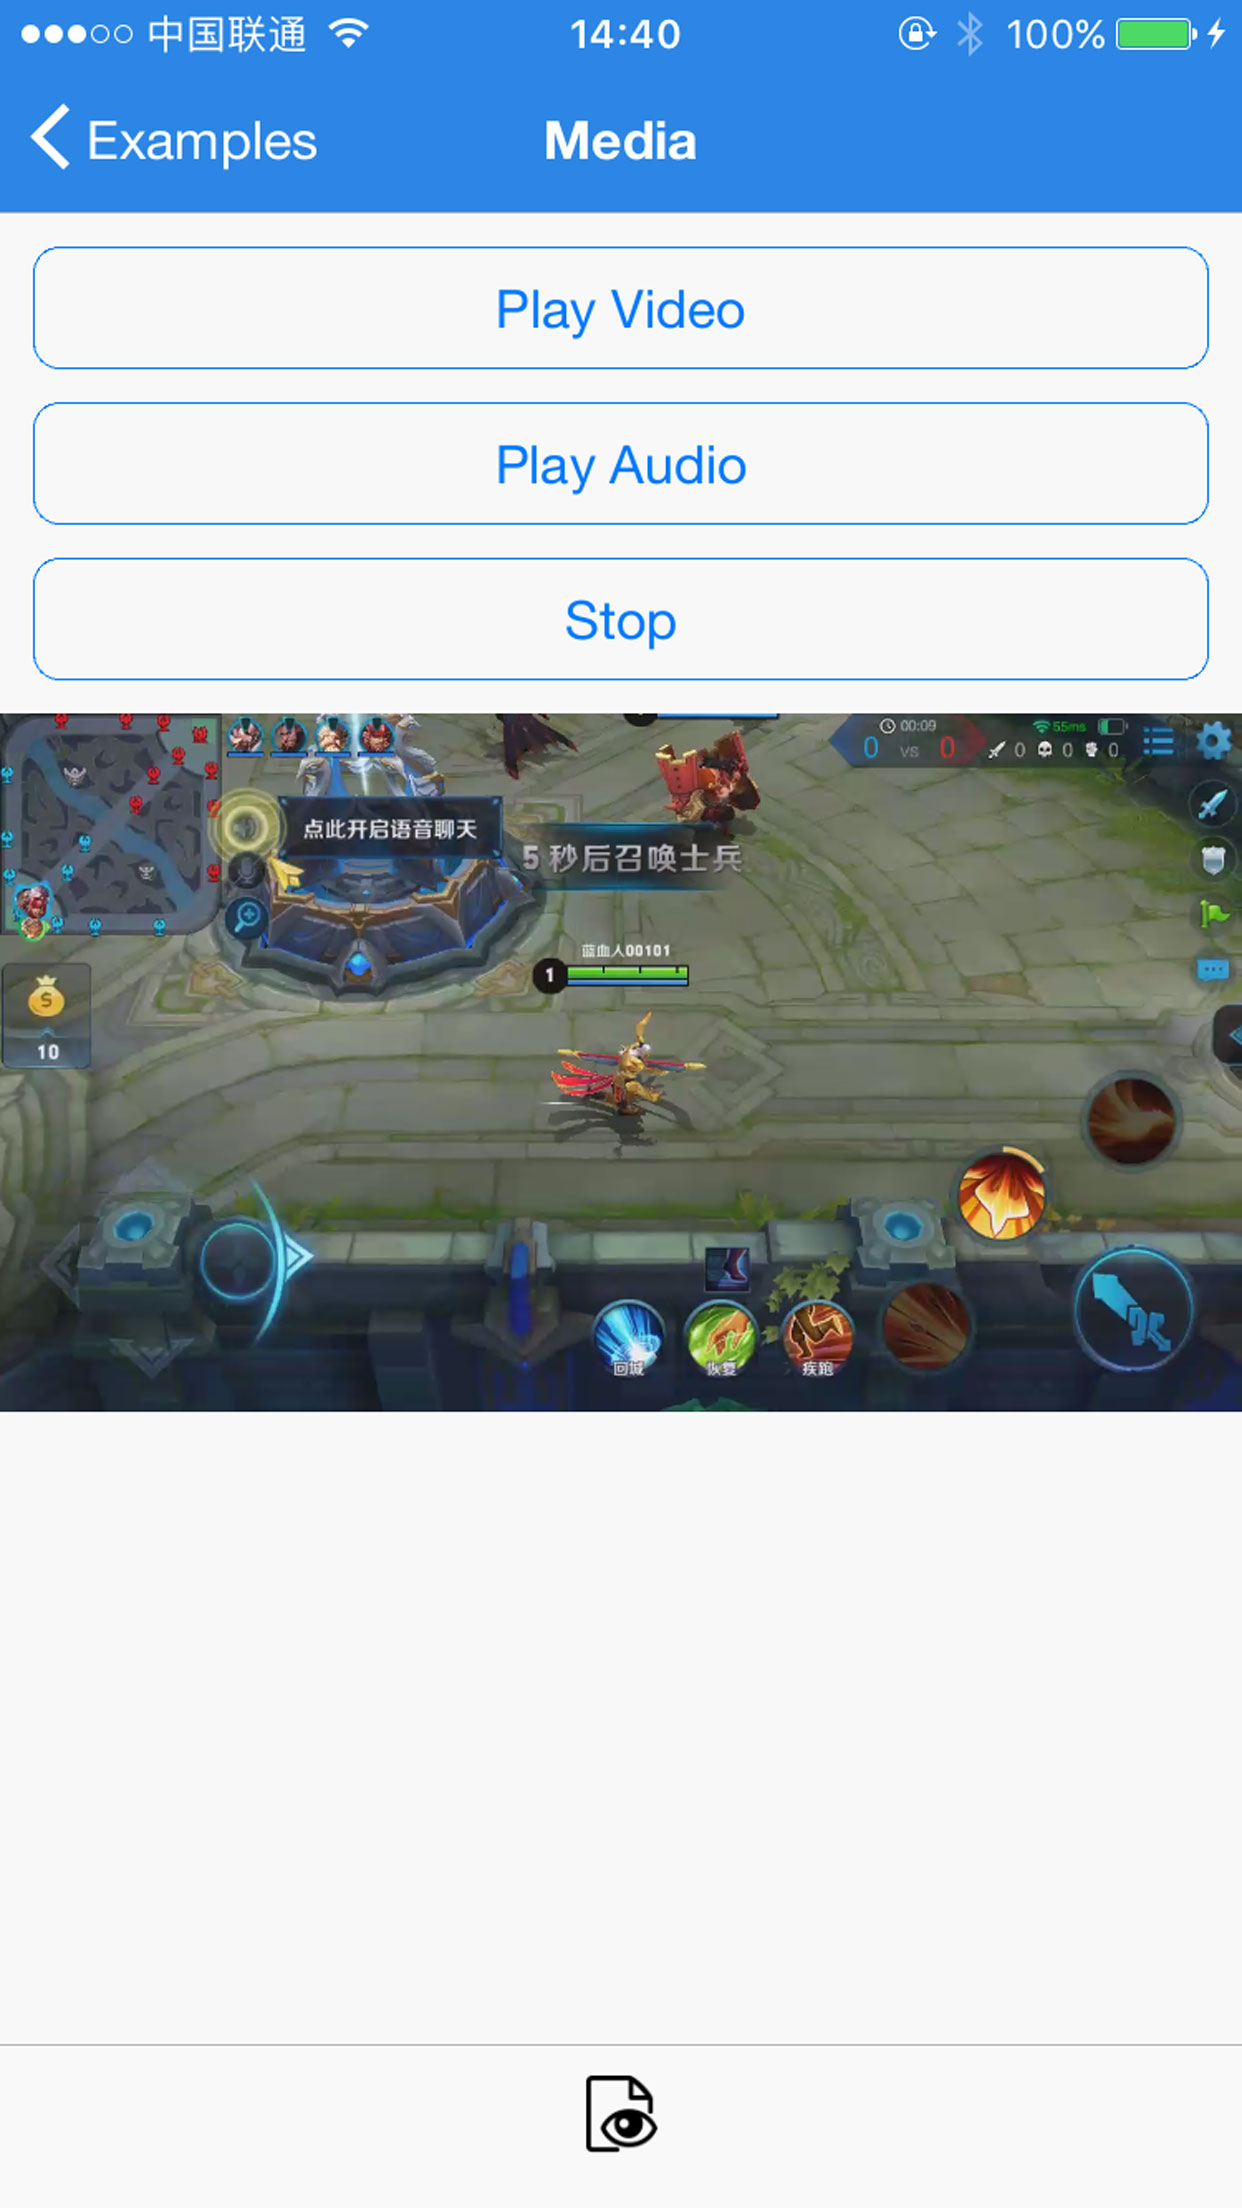 中国联通 14:40 100%
Examples Media
Play Video
Play Audio
Stop
00:09 55ms
0 VS 0 0 0 0
点此开启语音聊天
5 秒后召唤士兵
蓝血人00101
1
10
回城 恢复 疾跑